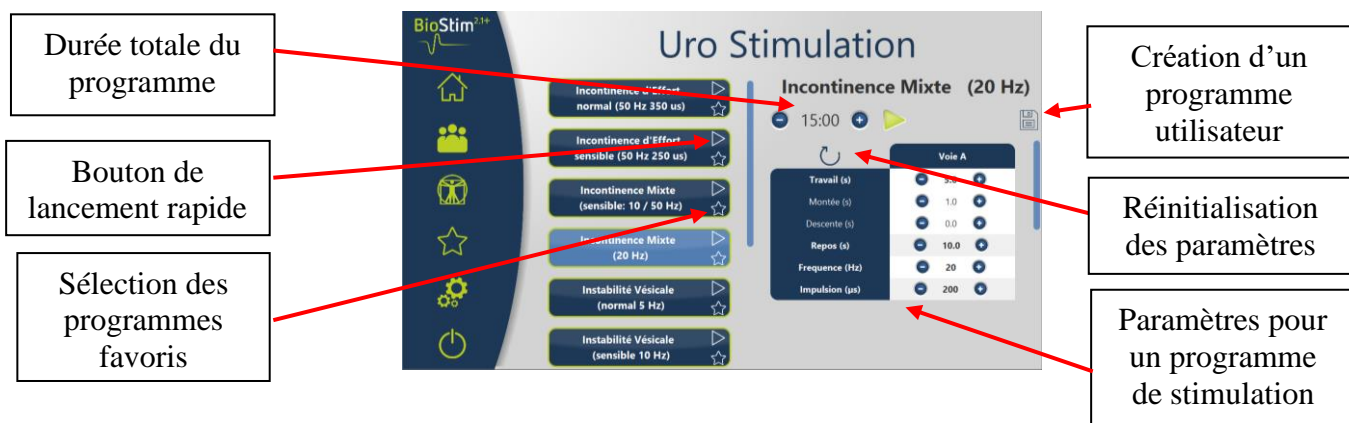 Durée totale du
programme
Bouton de
lancement rapide
Sélection des
programmes
favoris
BioStim 2.1+
Uro Stimulation
Incontinence d'Effort
normal (50 Hz 350 us)
Incontinence d'Effort
sensible (50 Hz 250 us)
Incontinence Mixte
(sensible: 10 / 50 Hz)
Incontinence Mixte
(20 Hz)
Instabilité Vésicale
(normal 5 Hz)
Instabilité Vésicale
(sensible 10 Hz)
Incontinence Mixte (20 Hz)
15:00
Voie A
Travail (s)
Montée (s) 1.0
Descente (s) 0.0
Repos (s) 10.0
Frequence (Hz) 20
Impulsion (µs) 200
Création d'un
programme
utilisateur
Réinitialisation
des paramètres
Paramètres pour
un programme
de stimulation